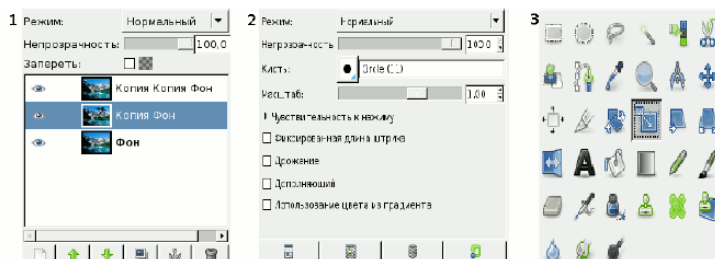 1
Режим: Нормальный
Непрозрачность: 100,0
Запереть:
Копия Копия Фон
Копия Фон
Фон
2
Режим: Нормальный
Непрозрачность: 100,0
Кисть: Circle (11)
Масштаб: 1,00
Чувствительность к нажиму
Фиксированная длина штриха
Дрожание
Дополняющий
Использование цвета из градиента
3